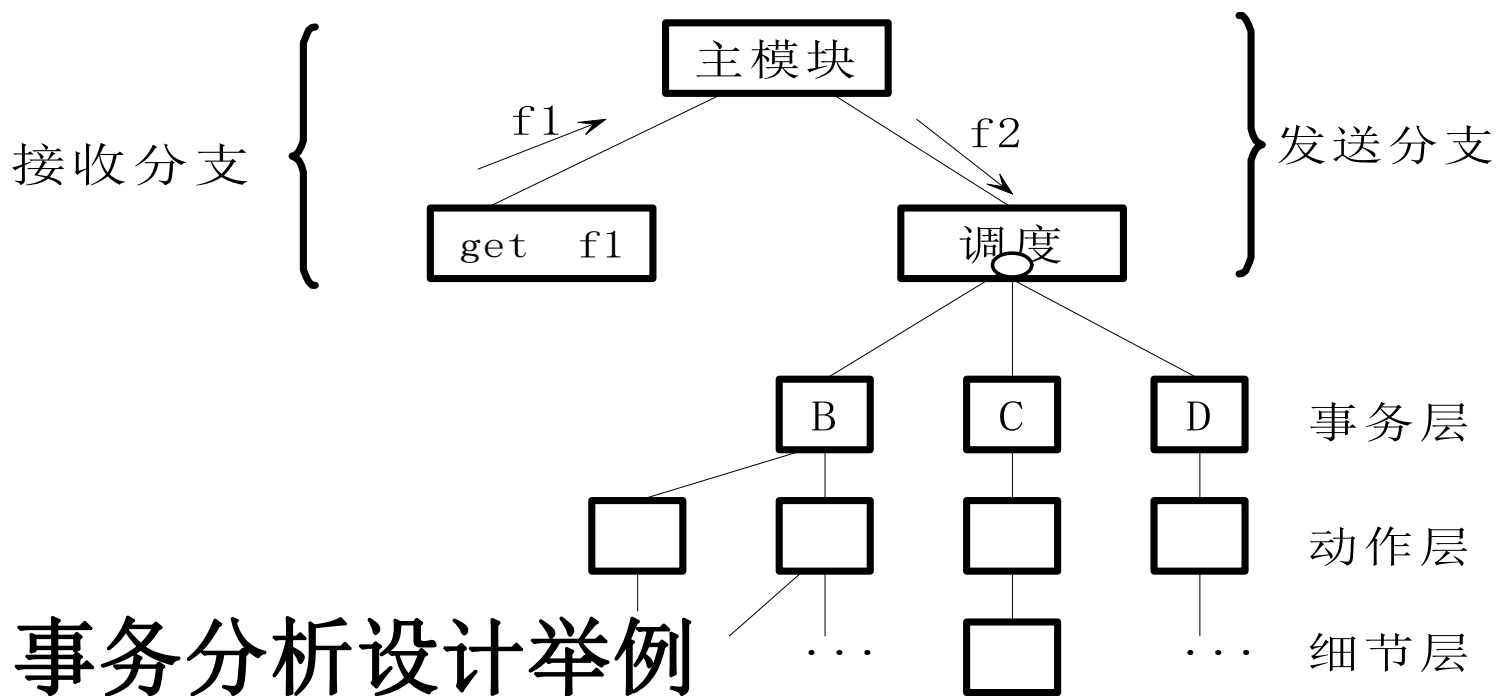 主模块
f1
f2
接收分支
发送分支
get f1
调度
B
C
D
事务层
动作层
事务分析设计举例
...
...
细节层